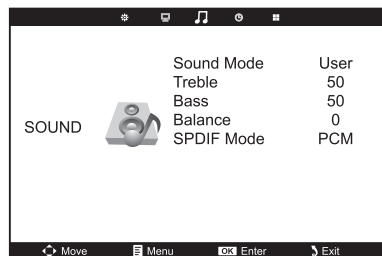 Sound Mode User
Treble 50
Bass 50
Balance 0
SOUND
SPDIF Mode PCM
Move Menu OK Enter Exit